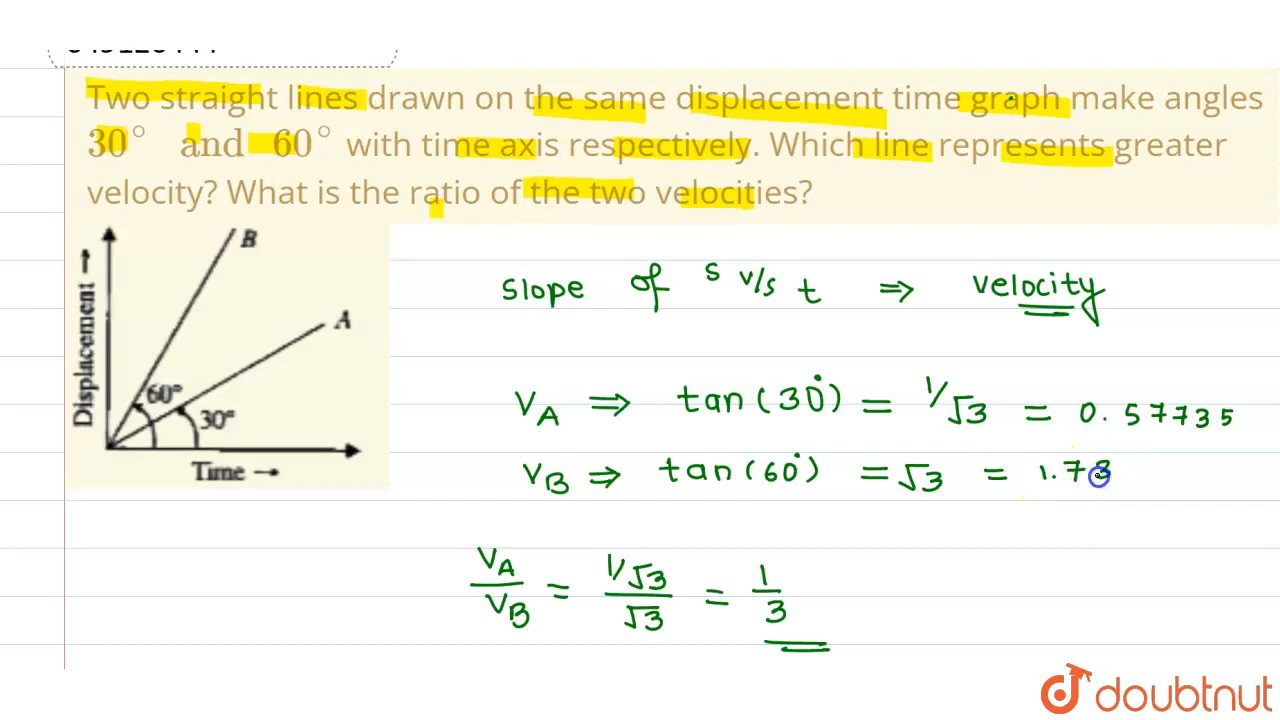 Two straight lines drawn on the same displacement time graph make angles
30° and 60° with time axis respectively. Which line represents greater
velocity? What is the ratio of the two velocities?
B
A
60°
30°
Displacement →
Time →
Slope of s v/s t ⇒ velocity
VA ⇒ tan(30°) = 1/√3 = 0.57735
VB ⇒ tan(60°) = √3 = 1.73
VA/VB = 1/√3/√3 = 1/3
doubtnut